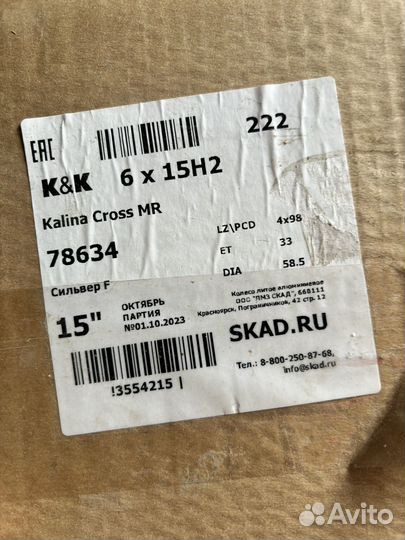 EAC
222
K&K 6 x 15H2
Kalina Cross MR
LZ\PCD 4x98
78634
ET 33
DIA 58.5
Сильвер F
Колесо литое алюминиевое
ООО "ЛМЗ СКАД", 660111
Красноярск, Пограничников, 42 стр. 12
15"
ОКТЯБРЬ
ПАРТИЯ
№01.10.2023
SKAD.RU
Тел.: 8-800-250-87-68,
info@skad.ru
!3554215 |
Avito